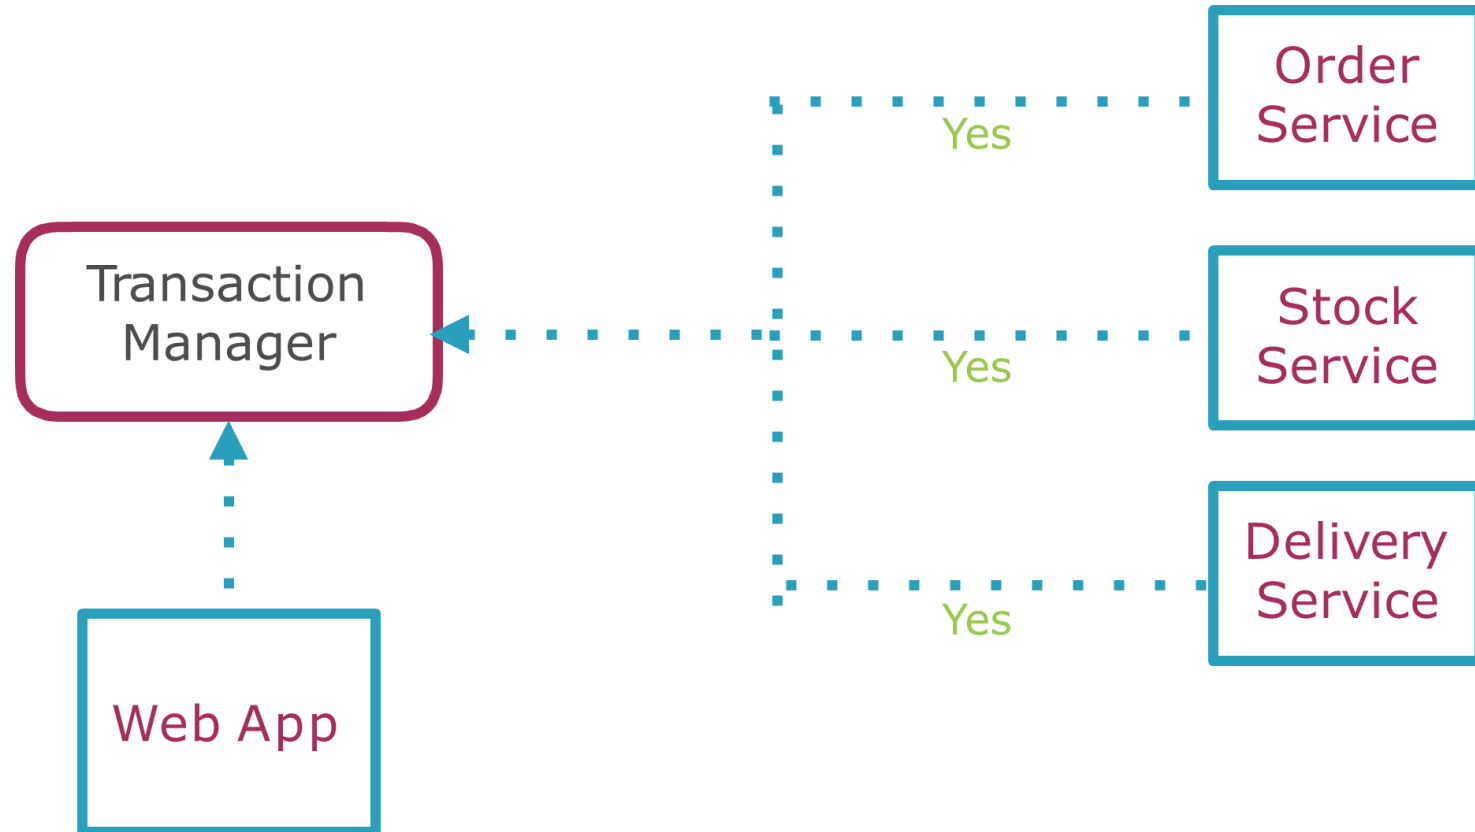 Order
Service
Yes
Transaction
Manager
Stock
Service
Yes
Delivery
Service
Yes
Web App